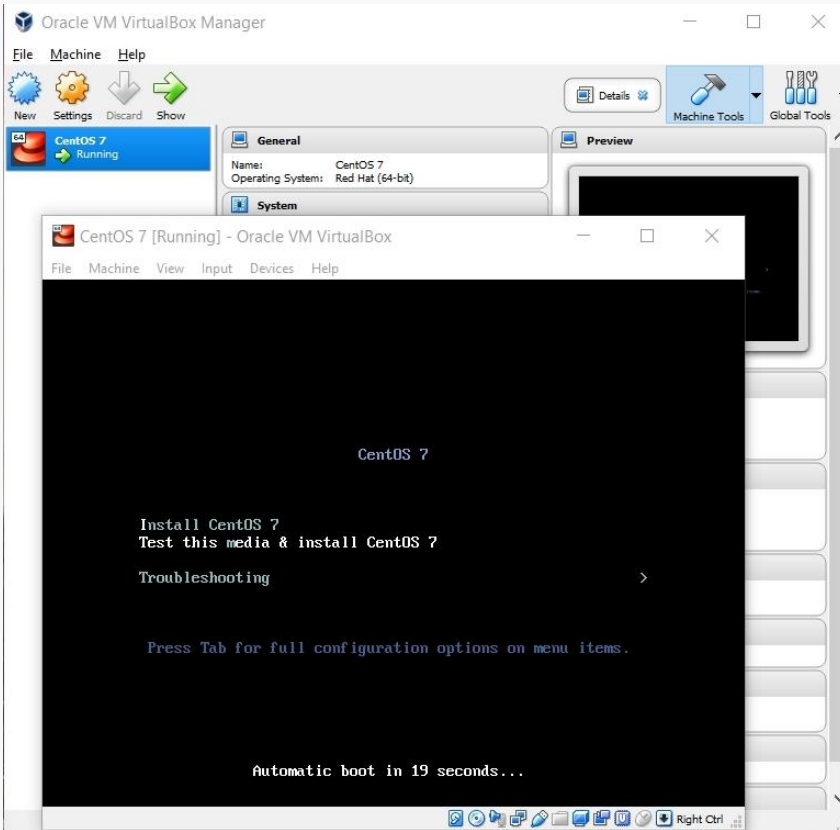 Oracle VM VirtualBox Manager
File Machine Help
New Settings Discard Show Details Machine Tools Global Tools
64 CentOS 7
Running
General
Name: CentOS 7
Operating System: Red Hat (64-bit)
System
Preview
CentOS 7 [Running] - Oracle VM VirtualBox
File Machine View Input Devices Help
CentOS 7
Install CentOS 7
Test this media & install CentOS 7
Troubleshooting >
Press Tab for full configuration options on menu items.
Automatic boot in 19 seconds...
Right Ctrl